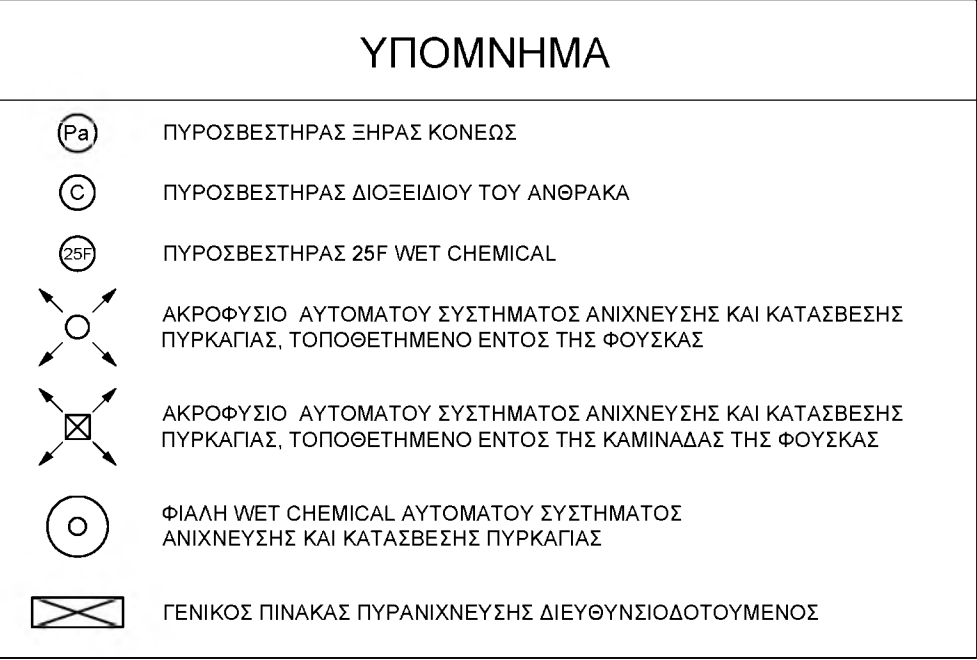 ΥΠΟΜΝΗΜΑ
Pa ΠΥΡΟΣΒΕΣΤΗΡΑΣ ΞΗΡΑΣ ΚΟΝΕΩΣ
C ΠΥΡΟΣΒΕΣΤΗΡΑΣ ΔΙΟΞΕΙΔΙΟΥ ΤΟΥ ΑΝΘΡΑΚΑ
25F ΠΥΡΟΣΒΕΣΤΗΡΑΣ 25F WET CHEMICAL
ΑΚΡΟΦΥΣΙΟ ΑΥΤΟΜΑΤΟΥ ΣΥΣΤΗΜΑΤΟΣ ΑΝΙΧΝΕΥΣΗΣ ΚΑΙ ΚΑΤΑΣΒΕΣΗΣ
ΠΥΡΚΑΓΙΑΣ, ΤΟΠΟΘΕΤΗΜΕΝΟ ΕΝΤΟΣ ΤΗΣ ΦΟΥΣΚΑΣ
ΑΚΡΟΦΥΣΙΟ ΑΥΤΟΜΑΤΟΥ ΣΥΣΤΗΜΑΤΟΣ ΑΝΙΧΝΕΥΣΗΣ ΚΑΙ ΚΑΤΑΣΒΕΣΗΣ
ΠΥΡΚΑΓΙΑΣ, ΤΟΠΟΘΕΤΗΜΕΝΟ ΕΝΤΟΣ ΤΗΣ ΚΑΜΙΝΑΔΑΣ ΤΗΣ ΦΟΥΣΚΑΣ
ΦΙΑΛΗ WET CHEMICAL ΑΥΤΟΜΑΤΟΥ ΣΥΣΤΗΜΑΤΟΣ
ΑΝΙΧΝΕΥΣΗΣ ΚΑΙ ΚΑΤΑΣΒΕΣΗΣ ΠΥΡΚΑΓΙΑΣ
ΓΕΝΙΚΟΣ ΠΙΝΑΚΑΣ ΠΥΡΑΝΙΧΝΕΥΣΗΣ ΔΙΕΥΘΥΝΣΙΟΔΟΤΟΥΜΕΝΟΣ